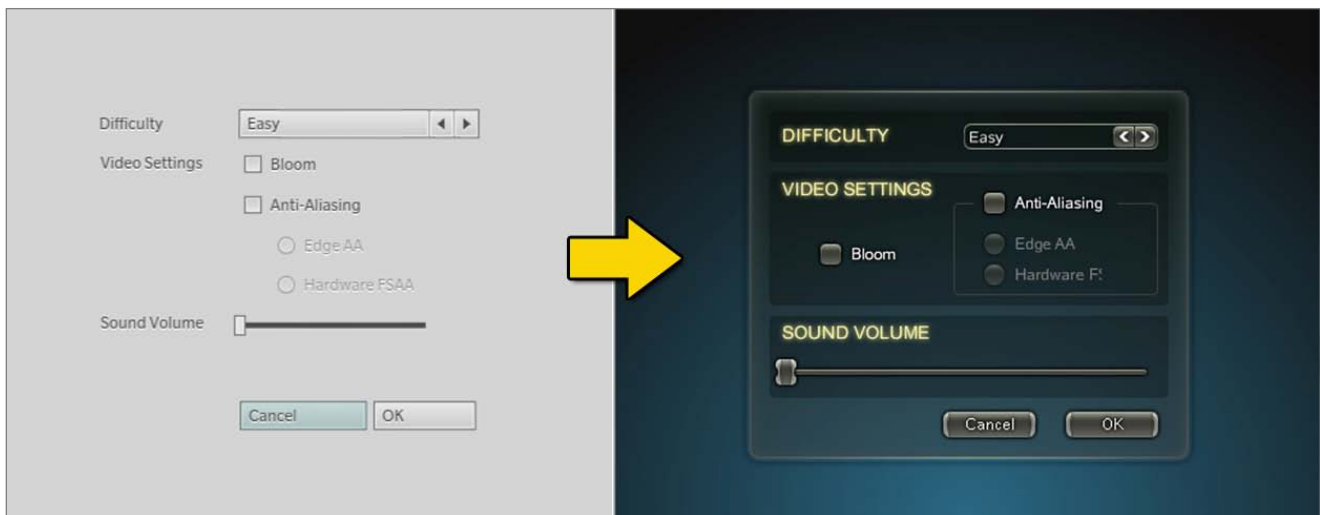 Difficulty
Easy
Video Settings
Bloom
Anti-Aliasing
Edge AA
Hardware FSAA
Sound Volume
Cancel
OK
DIFFICULTY
Easy
VIDEO SETTINGS
Anti-Aliasing
Bloom
Edge AA
Hardware F
SOUND VOLUME
Cancel
OK